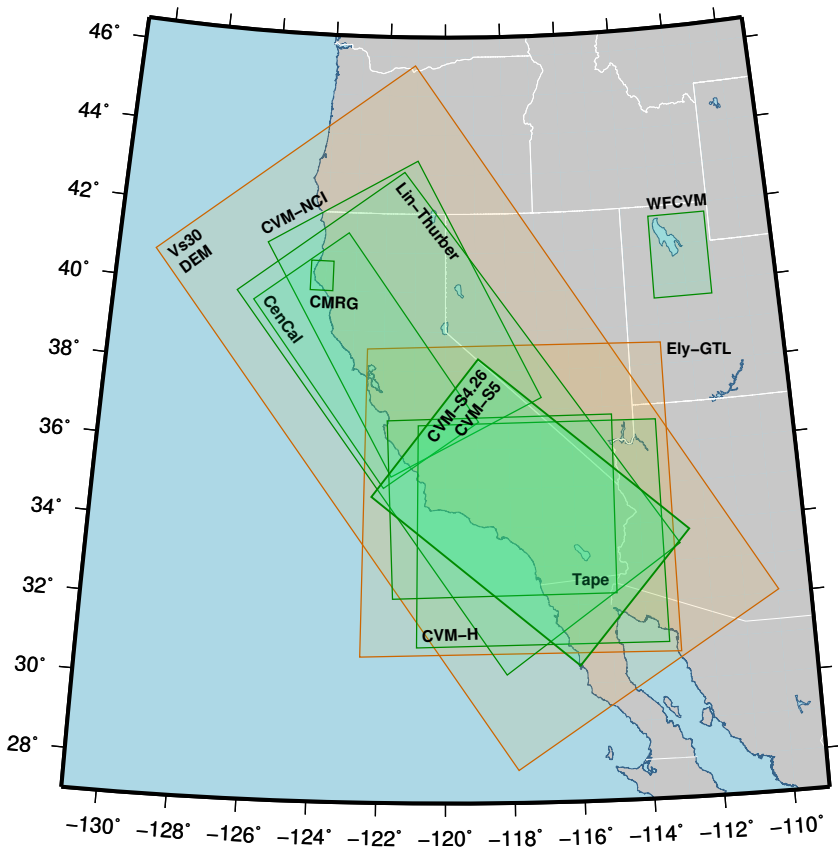 46°
44°
42°
40°
38°
36°
34°
32°
30°
28°
WFCVM
CVM−NCI
Lin−Thurber
Vs30
DEM
CMRG
CenCal
Ely−GTL
CVM−S4.26
CVM−S5
Tape
CVM−H
−130° −128° −126° −124° −122° −120° −118° −116° −114° −112° −110°